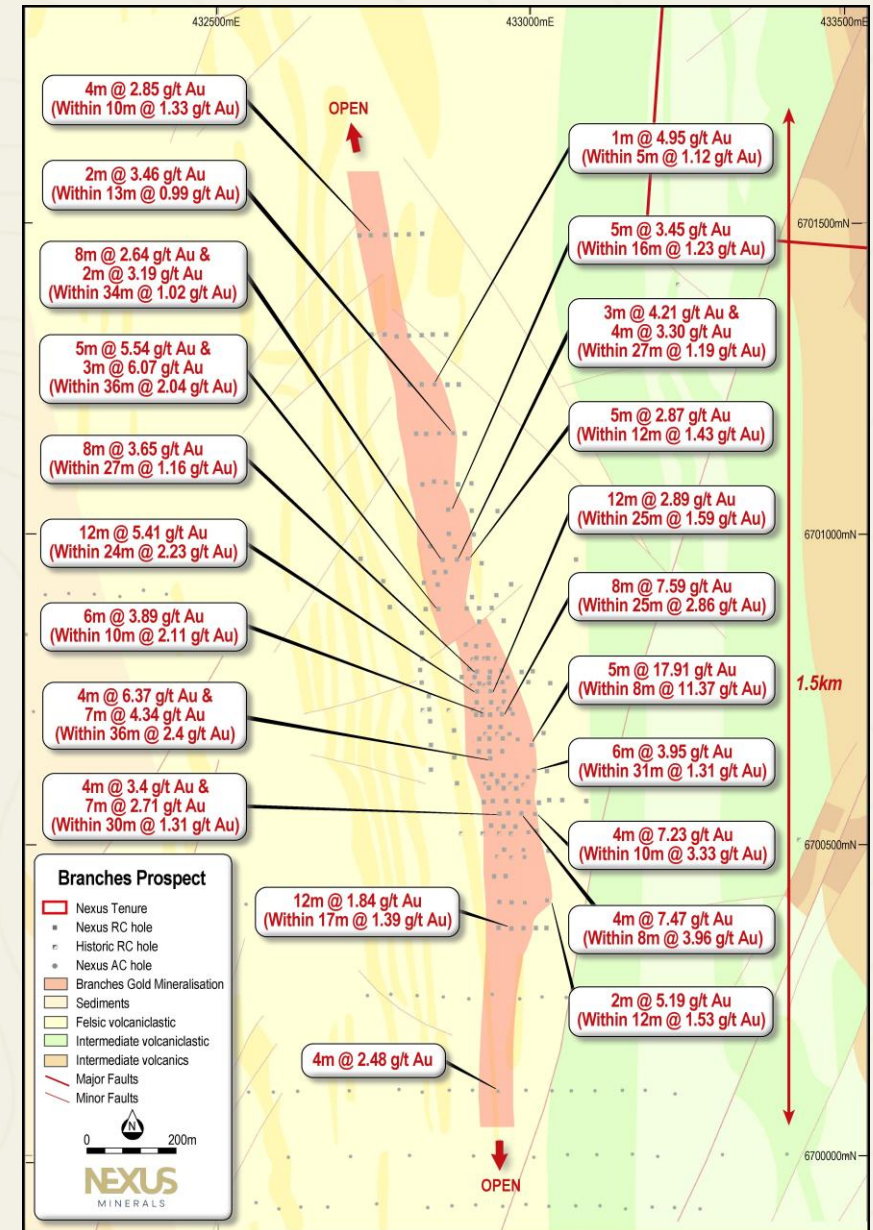 432500mE
433000mE
433500mE
4m @ 2.85 g/t Au
(Within 10m @ 1.33 g/t Au)
2m @ 3.46 g/t Au
(Within 13m @ 0.99 g/t Au)
8m @ 2.64 g/t Au &
2m @ 3.19 g/t Au
(Within 34m @ 1.02 g/t Au)
5m @ 5.54 g/t Au &
3m @ 6.07 g/t Au
(Within 36m @ 2.04 g/t Au)
8m @ 3.65 g/t Au
(Within 27m @ 1.16 g/t Au)
12m @ 5.41 g/t Au
(Within 24m @ 2.23 g/t Au)
6m @ 3.89 g/t Au
(Within 10m @ 2.11 g/t Au)
4m @ 6.37 g/t Au &
7m @ 4.34 g/t Au
(Within 36m @ 2.4 g/t Au)
4m @ 3.4 g/t Au &
7m @ 2.71 g/t Au
(Within 30m @ 1.31 g/t Au)
OPEN
12m @ 1.84 g/t Au
(Within 17m @ 1.39 g/t Au)
4m @ 2.48 g/t Au
OPEN
1m @ 4.95 g/t Au
(Within 5m @ 1.12 g/t Au)
5m @ 3.45 g/t Au
(Within 16m @ 1.23 g/t Au)
3m @ 4.21 g/t Au &
4m @ 3.30 g/t Au
(Within 27m @ 1.19 g/t Au)
5m @ 2.87 g/t Au
(Within 12m @ 1.43 g/t Au)
12m @ 2.89 g/t Au
(Within 25m @ 1.59 g/t Au)
8m @ 7.59 g/t Au
(Within 25m @ 2.86 g/t Au)
5m @ 17.91 g/t Au
(Within 8m @ 11.37 g/t Au)
6m @ 3.95 g/t Au
(Within 31m @ 1.31 g/t Au)
4m @ 7.23 g/t Au
(Within 10m @ 3.33 g/t Au)
4m @ 7.47 g/t Au
(Within 8m @ 3.96 g/t Au)
2m @ 5.19 g/t Au
(Within 12m @ 1.53 g/t Au)
6701500mN
6701000mN
1.5km
6700500mN
6700000mN
Branches Prospect
Nexus Tenure
Nexus RC hole
Historic RC hole
Nexus AC hole
Branches Gold Mineralisation
Sediments
Felsic volcaniclastic
Intermediate volcaniclastic
Intermediate volcanics
Major Faults
Minor Faults
N
0 200m
NEXUS
MINERALS